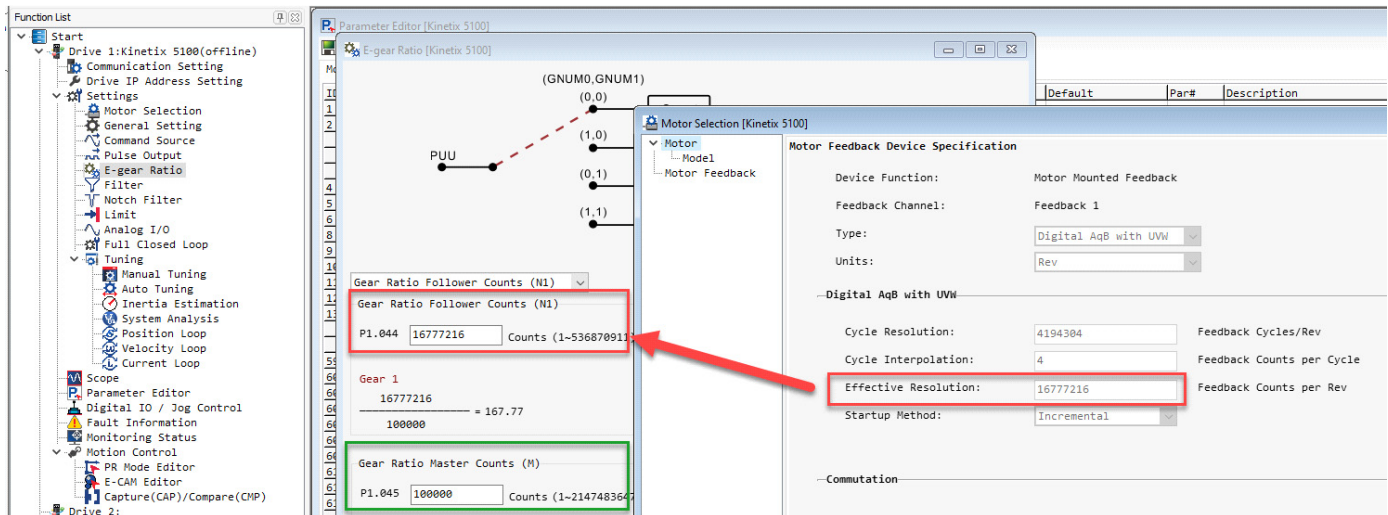 Function List
Start
Drive 1:Kinetix 5100(offline)
Communication Setting
Drive IP Address Setting
Settings
Motor Selection
General Setting
Command Source
Pulse Output
E-gear Ratio
Filter
Notch Filter
Limit
Analog I/O
Full Closed Loop
Tuning
Manual Tuning
Auto Tuning
Inertia Estimation
System Analysis
Position Loop
Velocity Loop
Current Loop
Scope
Parameter Editor
Digital IO / Jog Control
Fault Information
Monitoring Status
Motion Control
PR Mode Editor
E-CAM Editor
Capture(CAP)/Compare(CMP)
Drive 2:
Parameter Editor [Kinetix 5100]
E-gear Ratio [Kinetix 5100]
(GNUM0,GNUM1)
(0,0)
(1,0)
PUU
(0,1)
(1,1)
Gear Ratio Follower Counts (N1)
Gear Ratio Follower Counts (N1)
P1.044 16777216 Counts (1~536870911)
Gear 1
16777216
= 167.77
100000
Gear Ratio Master Counts (M)
P1.045 100000 Counts (1~2147483647
Default Par# Description
Motor Selection [Kinetix 5100]
Motor
Model
Motor Feedback
Motor Feedback Device Specification
Device Function: Motor Mounted Feedback
Feedback Channel: Feedback 1
Type: Digital AqB with UVW
Units: Rev
Digital AqB with UVW
Cycle Resolution: 4194304 Feedback Cycles/Rev
Cycle Interpolation: 4 Feedback Counts per Cycle
Effective Resolution: 16777216 Feedback Counts per Rev
Startup Method: Incremental
Commutation